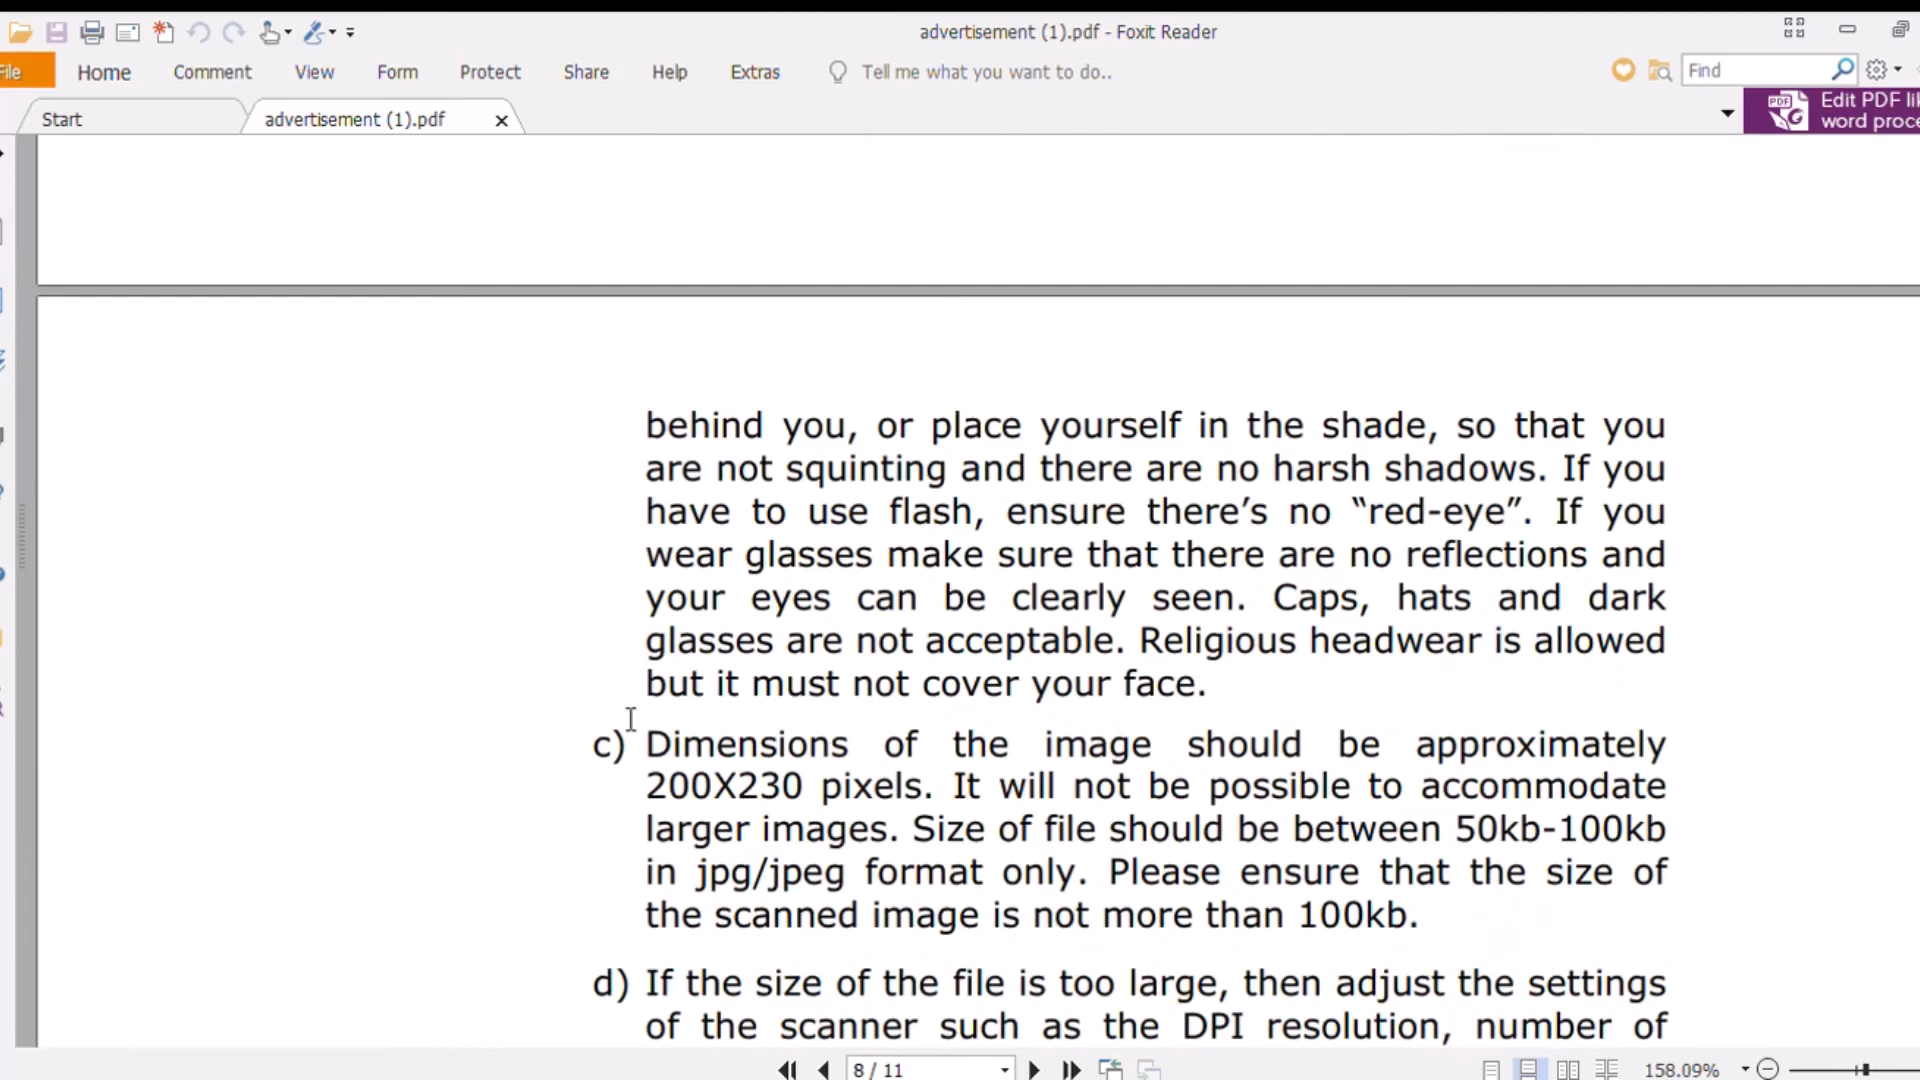 advertisement (1).pdf - Foxit Reader
File Home Comment View Form Protect Share Help Extras Tell me what you want to do.. Find
Start advertisement (1).pdf
Edit PDF
word
behind you, or place yourself in the shade, so that you
are not squinting and there are no harsh shadows. If you
have to use flash, ensure there’s no “red-eye”. If you
wear glasses make sure that there are no reflections and
your eyes can be clearly seen. Caps, hats and dark
glasses are not acceptable. Religious headwear is allowed
but it must not cover your face.
c) Dimensions of the image should be approximately
200X230 pixels. It will not be possible to accommodate
larger images. Size of file should be between 50kb-100kb
in jpg/jpeg format only. Please ensure that the size of
the scanned image is not more than 100kb.
d) If the size of the file is too large, then adjust the settings
of the scanner such as the DPI resolution, number of
8 / 11 158.09%